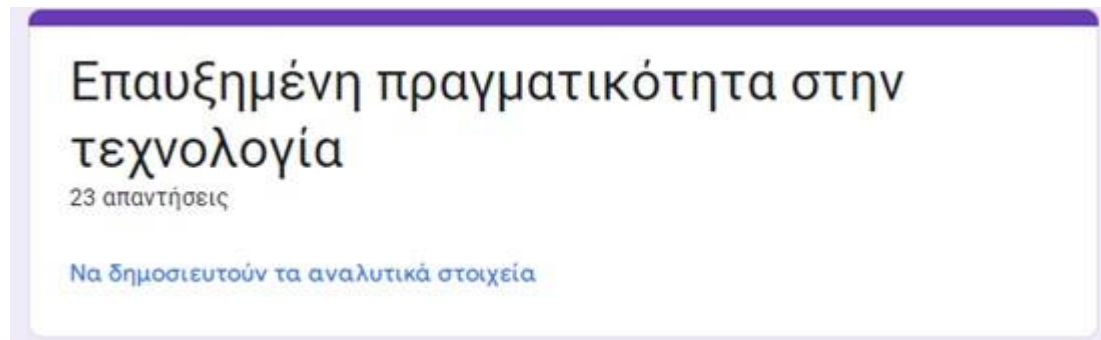 Επαυξημένη πραγματικότητα στην
τεχνολογία
23 απαντήσεις
Να δημοσιευτούν τα αναλυτικά στοιχεία